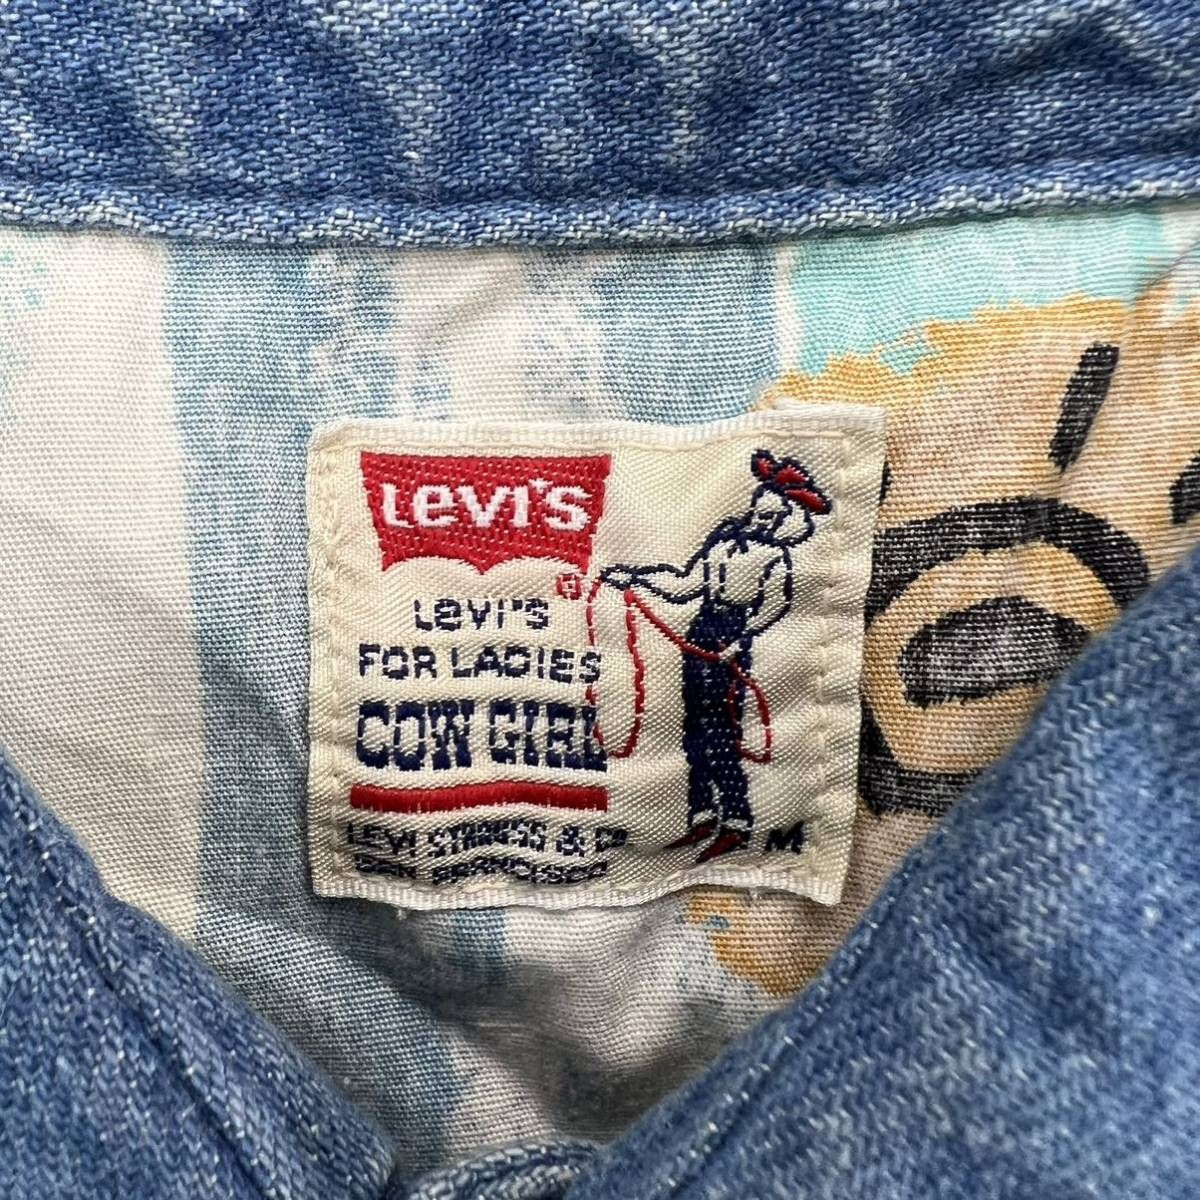 Levi's
®
Levi's
FOR LADIES
COW GIRL
LEVI STRAUSS & CO
SAN FRANCISCO
M